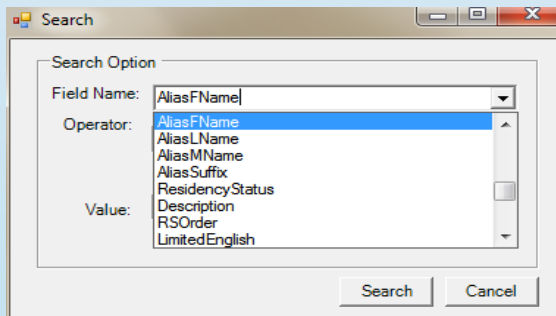 Search
Search Option
Field Name: AliasFName
Operator: AliasFName
AliasLName
AliasMName
AliasSuffix
ResidencyStatus
Value: Description
RSOrder
LimitedEnglish
Search Cancel